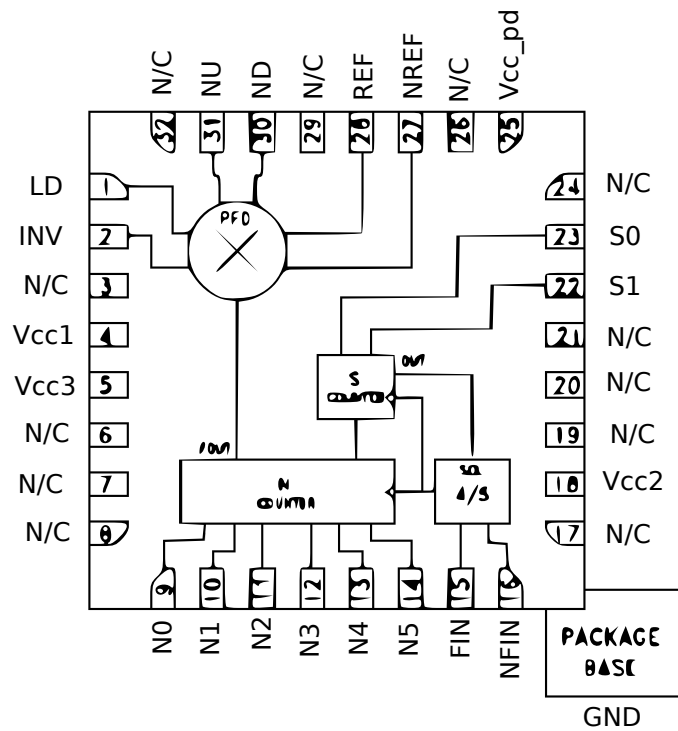 N/C NU ND N/C REF NREF N/C Vcc_pd
32 31 30 29 28 27 26 25
LD 1
INV 2
N/C 3
Vcc1 4
Vcc3 5
N/C 6
N/C 7
N/C 8
PFD
24 N/C
23 S0
22 S1
21 N/C
20 N/C
19 N/C
18 Vcc2
17 N/C
OUT
S
OUT
N
COUNTER
4/5
9 10 11 12 13 14 15 16
N0 N1 N2 N3 N4 N5 FIN NFIN
PACKAGE
BASE
GND